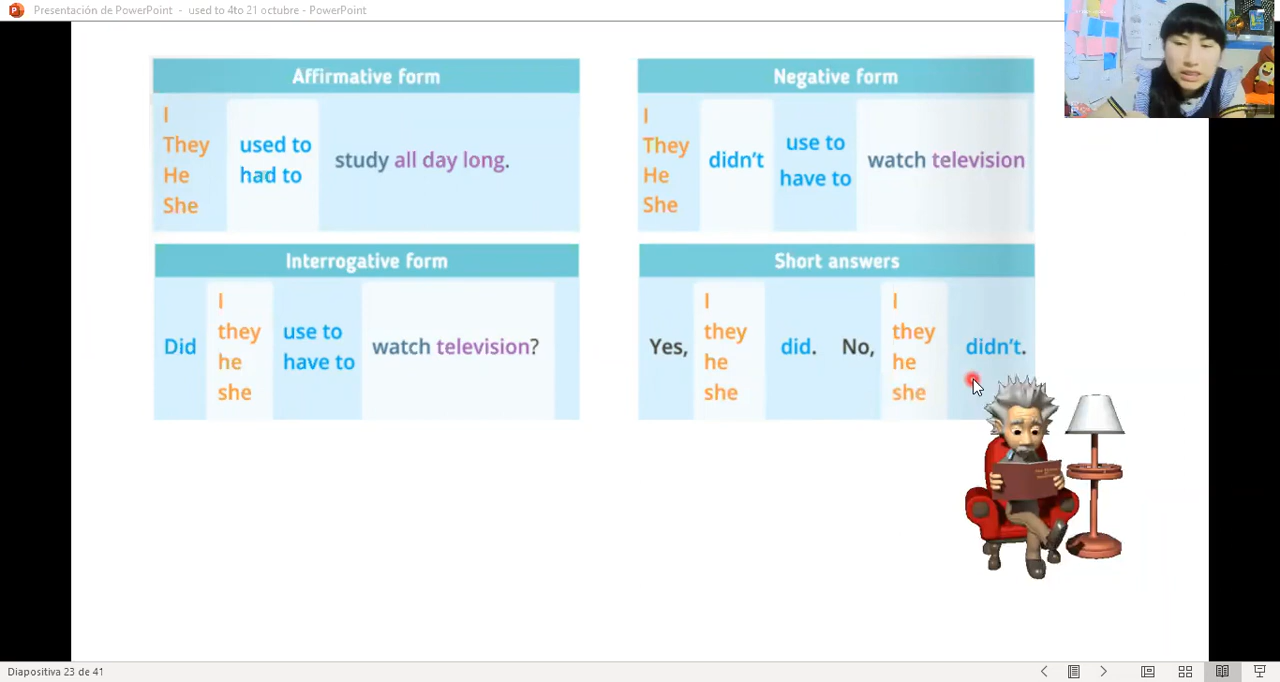 Presentación de PowerPoint - used to 4to 21 octubre - PowerPoint
Affirmative form
I
They
He
She
used to
had to
study all day long.
Negative form
I
They
He
She
didn't
use to
have to
watch television
Interrogative form
Did
I
they
he
she
use to
have to
watch television?
Short answers
Yes,
I
they
he
she
did.
No,
I
they
he
she
didn't.
Diapositiva 23 de 41